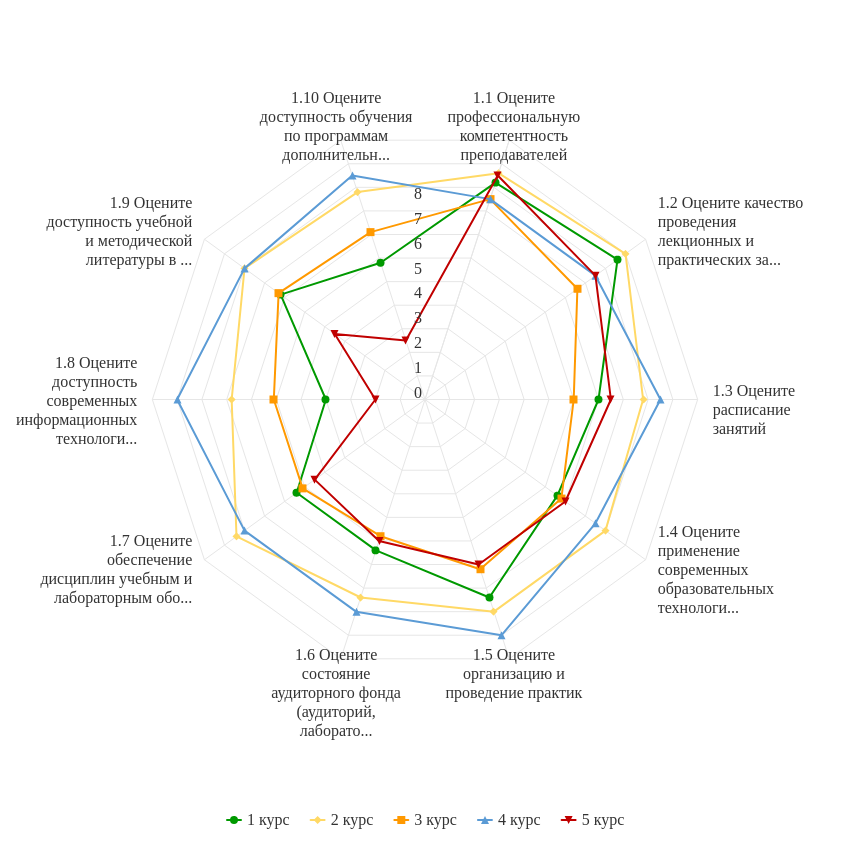 1.10 Оцените
доступность обучения
по программам
дополнительн...
1.1 Оцените
профессиональную
компетентность
преподавателей
1.9 Оцените
доступность учебной
и методической
литературы в ...
1.2 Оцените качество
проведения
лекционных и
практических за...
8
7
6
5
4
3
2
1
0
1.8 Оцените
доступность
современных
информационных
технологи...
1.3 Оцените
расписание
занятий
1.7 Оцените
обеспечение
дисциплин учебным и
лабораторным обо...
1.4 Оцените
применение
современных
образовательных
технологи...
1.6 Оцените
состояние
аудиторного фонда
(аудиторий,
лаборато...
1.5 Оцените
организацию и
проведение практик
1 курс 2 курс 3 курс 4 курс 5 курс